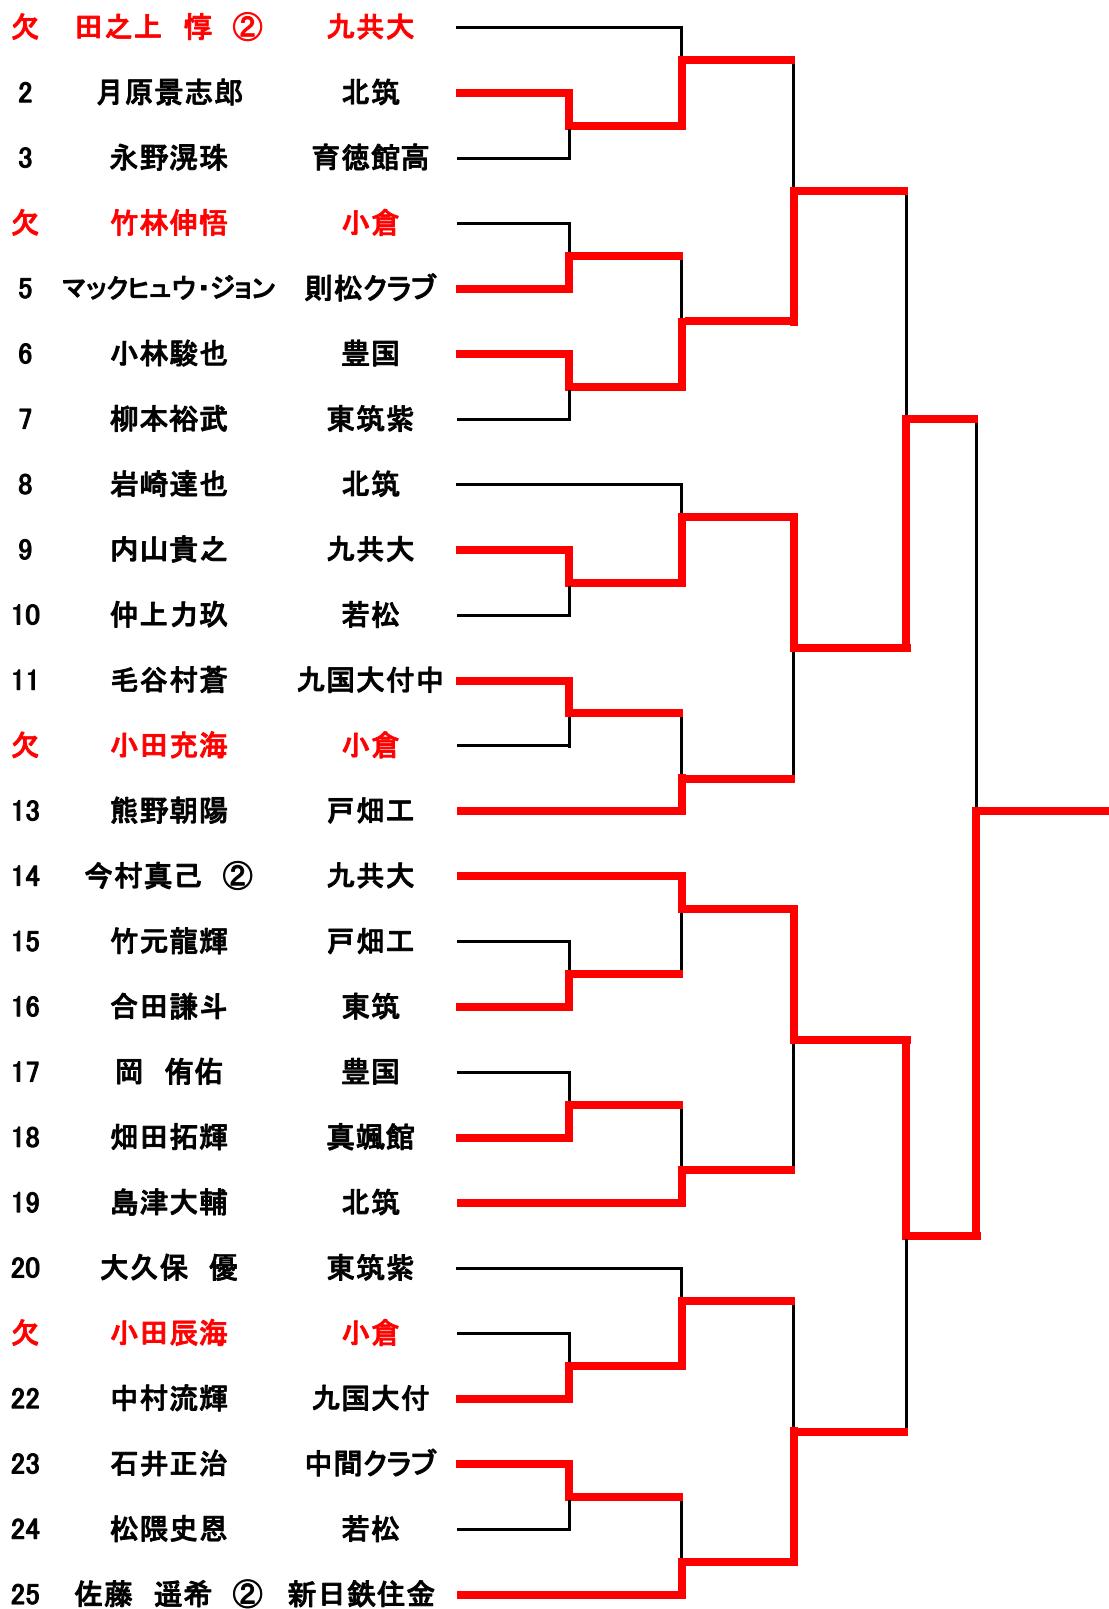 欠 田之上 惇 ② 九共大
2 月原景志郎 北筑
3 永野滉珠 育徳館高
欠 竹林伸悟 小倉
5 マックヒュウ・ジョン 則松クラブ
6 小林駿也 豊国
7 柳本裕武 東筑紫
8 岩崎達也 北筑
9 内山貴之 九共大
10 仲上力玖 若松
11 毛谷村蒼 九国大付中
欠 小田充海 小倉
13 熊野朝陽 戸畑工
14 今村真己 ② 九共大
15 竹元龍輝 戸畑工
16 合田謙斗 東筑
17 岡 侑佑 豊国
18 畑田拓輝 真颯館
19 島津大輔 北筑
20 大久保 優 東筑紫
欠 小田辰海 小倉
22 中村流輝 九国大付
23 石井正治 中間クラブ
24 松隈史恩 若松
25 佐藤 遥希 ② 新日鉄住金